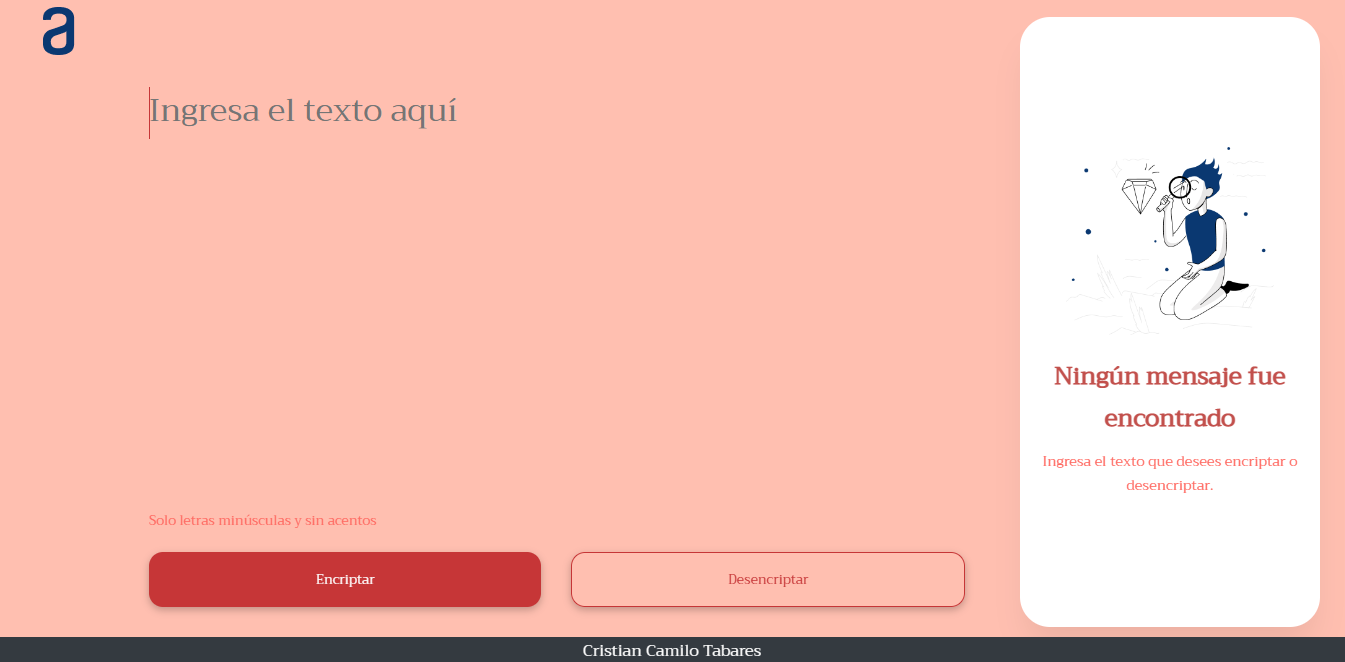 a
Ingresa el texto aquí
Ningún mensaje fue
encontrado
Ingresa el texto que desees encriptar o
desencriptar.
Solo letras minúsculas y sin acentos
Encriptar
Desencriptar
Cristian Camilo Tabares